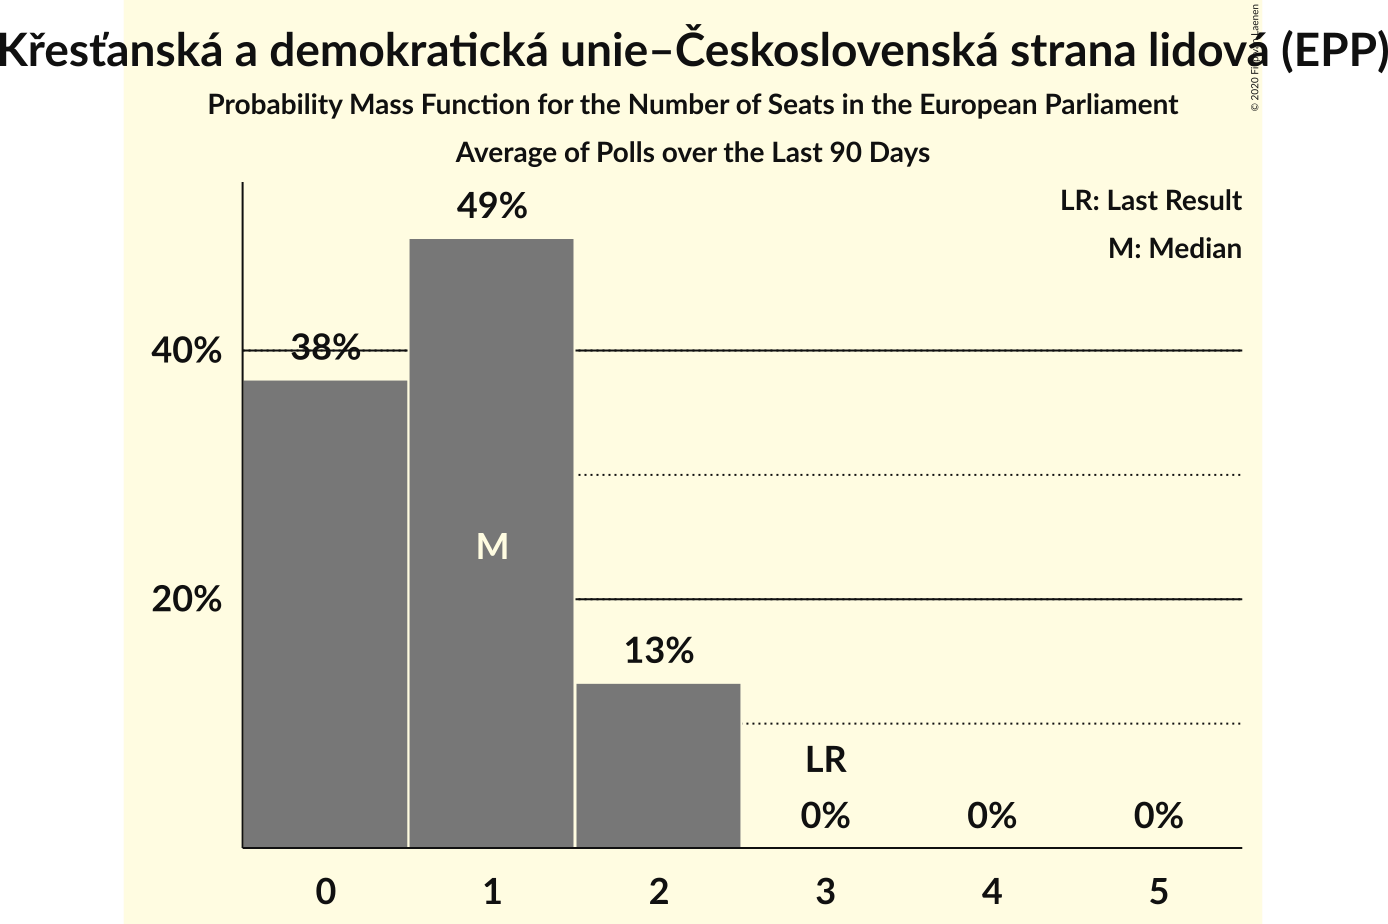 Křesťanská a demokratická unie–Československá strana lidová (EPP)
Probability Mass Function for the Number of Seats in the European Parliament
Average of Polls over the Last 90 Days
LR: Last Result
M: Median
49%
38%
40%
M
20%
13%
LR
0%
0%
0%
0
1
2
3
4
5
© 2020 Laenen